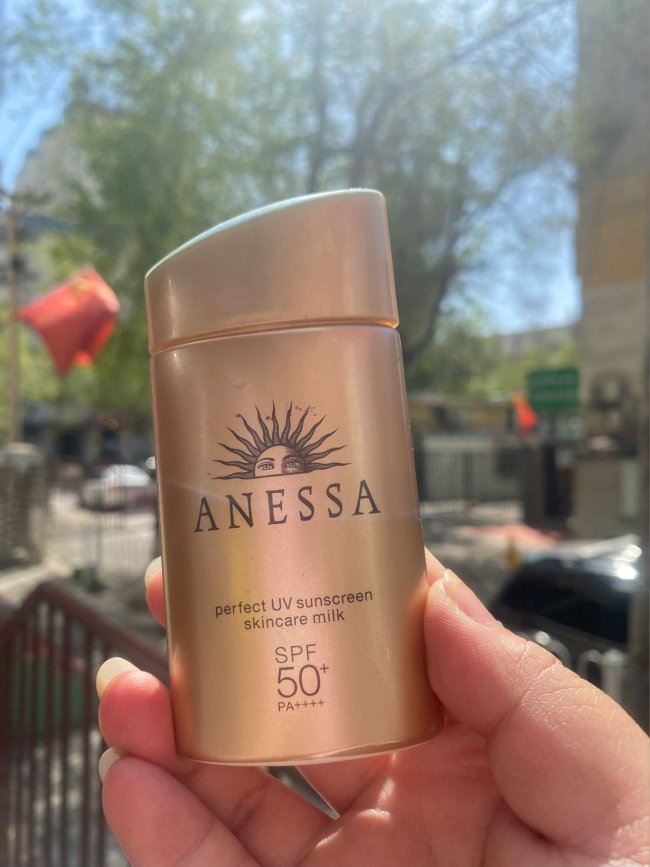 ANESSA
perfect UV sunscreen
skincare milk
SPF
50+
PA++++